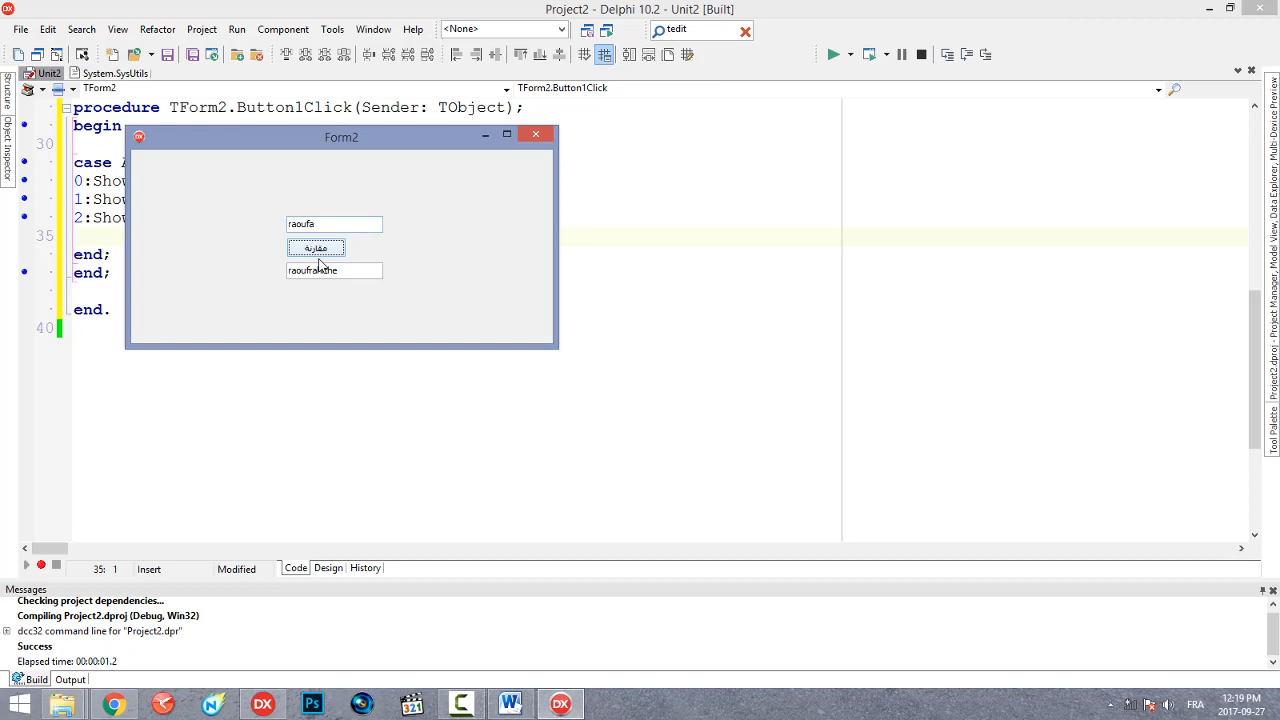 Project2 - Delphi 10.2 - Unit2 [Built]
File Edit Search View Refactor Project Run Component Tools Window Help <None> tedit
Unit2 System.SysUtils
TForm2 TForm2.Button1Click
procedure TForm2.Button1Click(Sender: TObject);
begin
Form2
30
case
0:Show
1:Show
2:Show
raoufa
35
مقارنة
end;
end;
end.
40
Structure
Object Inspector
Project2.dproj - Project Manager, Model View, Data Explorer, Multi-Device Preview
Tool Palette
35: 1 Insert Modified Code Design History
Messages
Checking project dependencies...
Compiling Project2.dproj (Debug, Win32)
dcc32 command line for "Project2.dpr"
Success
Elapsed time: 00:00:01.2
Build Output
DX Ps 321 C W DX FRA 12:19 PM
2017-09-27